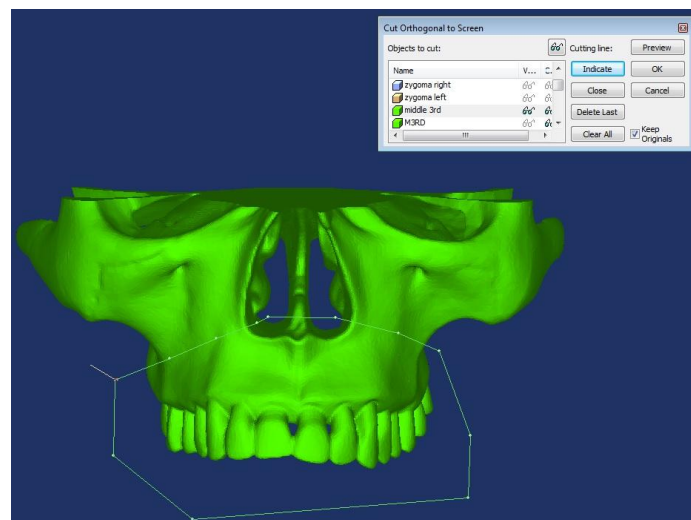 Cut Orthogonal to Screen
Objects to cut:
Cutting line:
Preview
Name
V...
Indicate
OK
zygoma right
zygoma left
Close
Cancel
middle 3rd
Delete Last
M3RD
Clear All
Keep
Originals